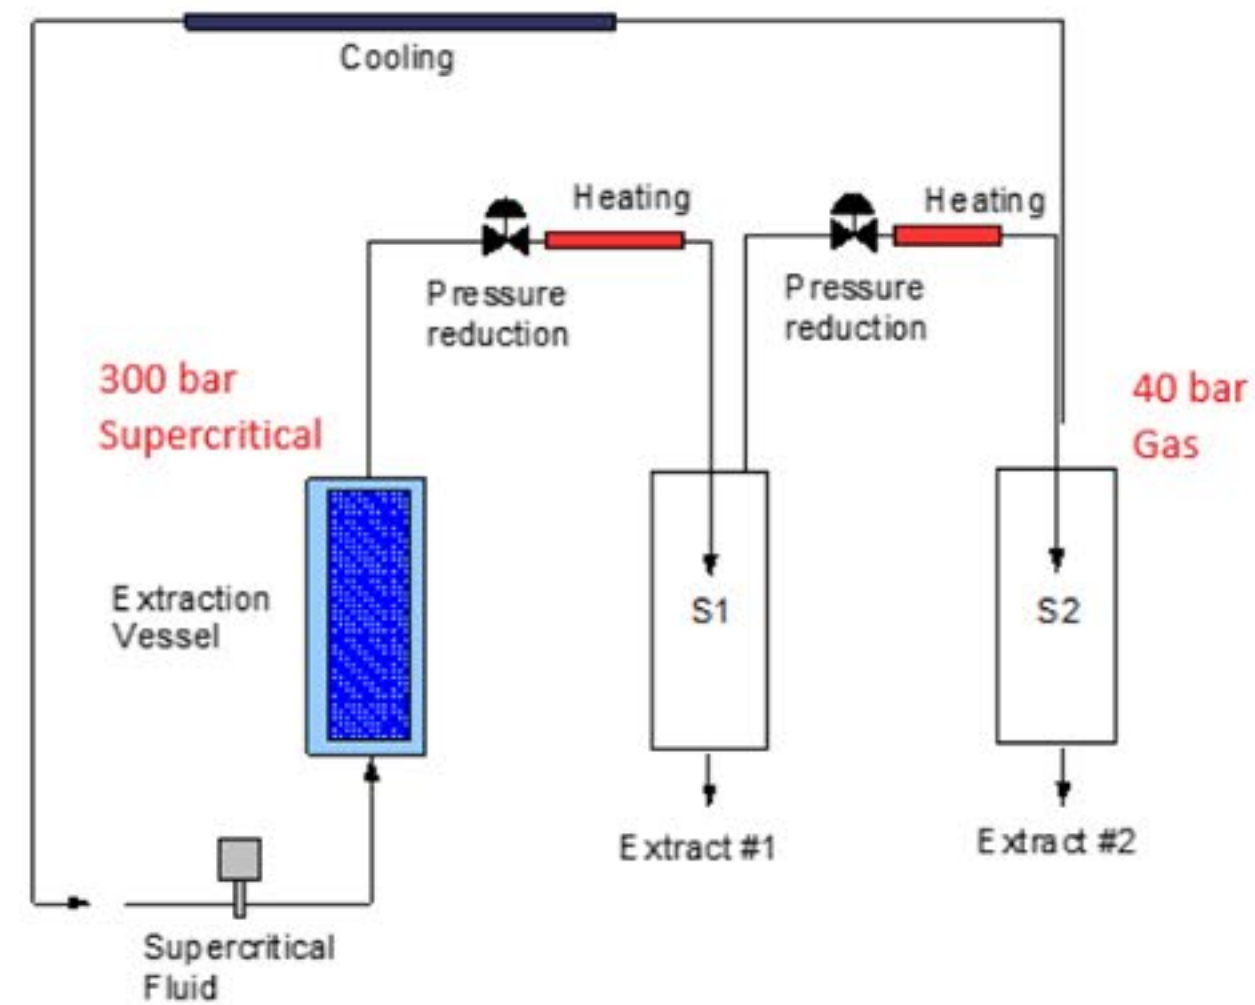 Cooling
Heating
Heating
Pressure
reduction
Pressure
reduction
300 bar
Supercritical
40 bar
Gas
Extraction
Vessel
S1
S2
Extract #1
Extract #2
Supercritical
Fluid